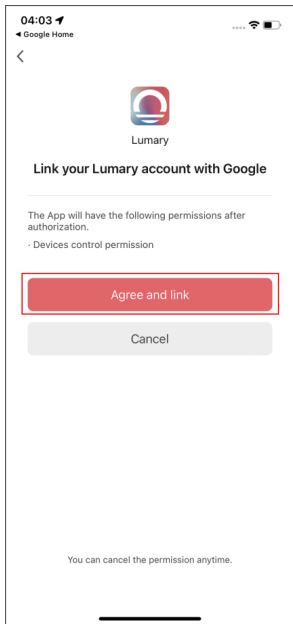 04:03
◀ Google Home
Lumary
Link your Lumary account with Google
The App will have the following permissions after
authorization.
· Devices control permission
Agree and link
Cancel
You can cancel the permission anytime.